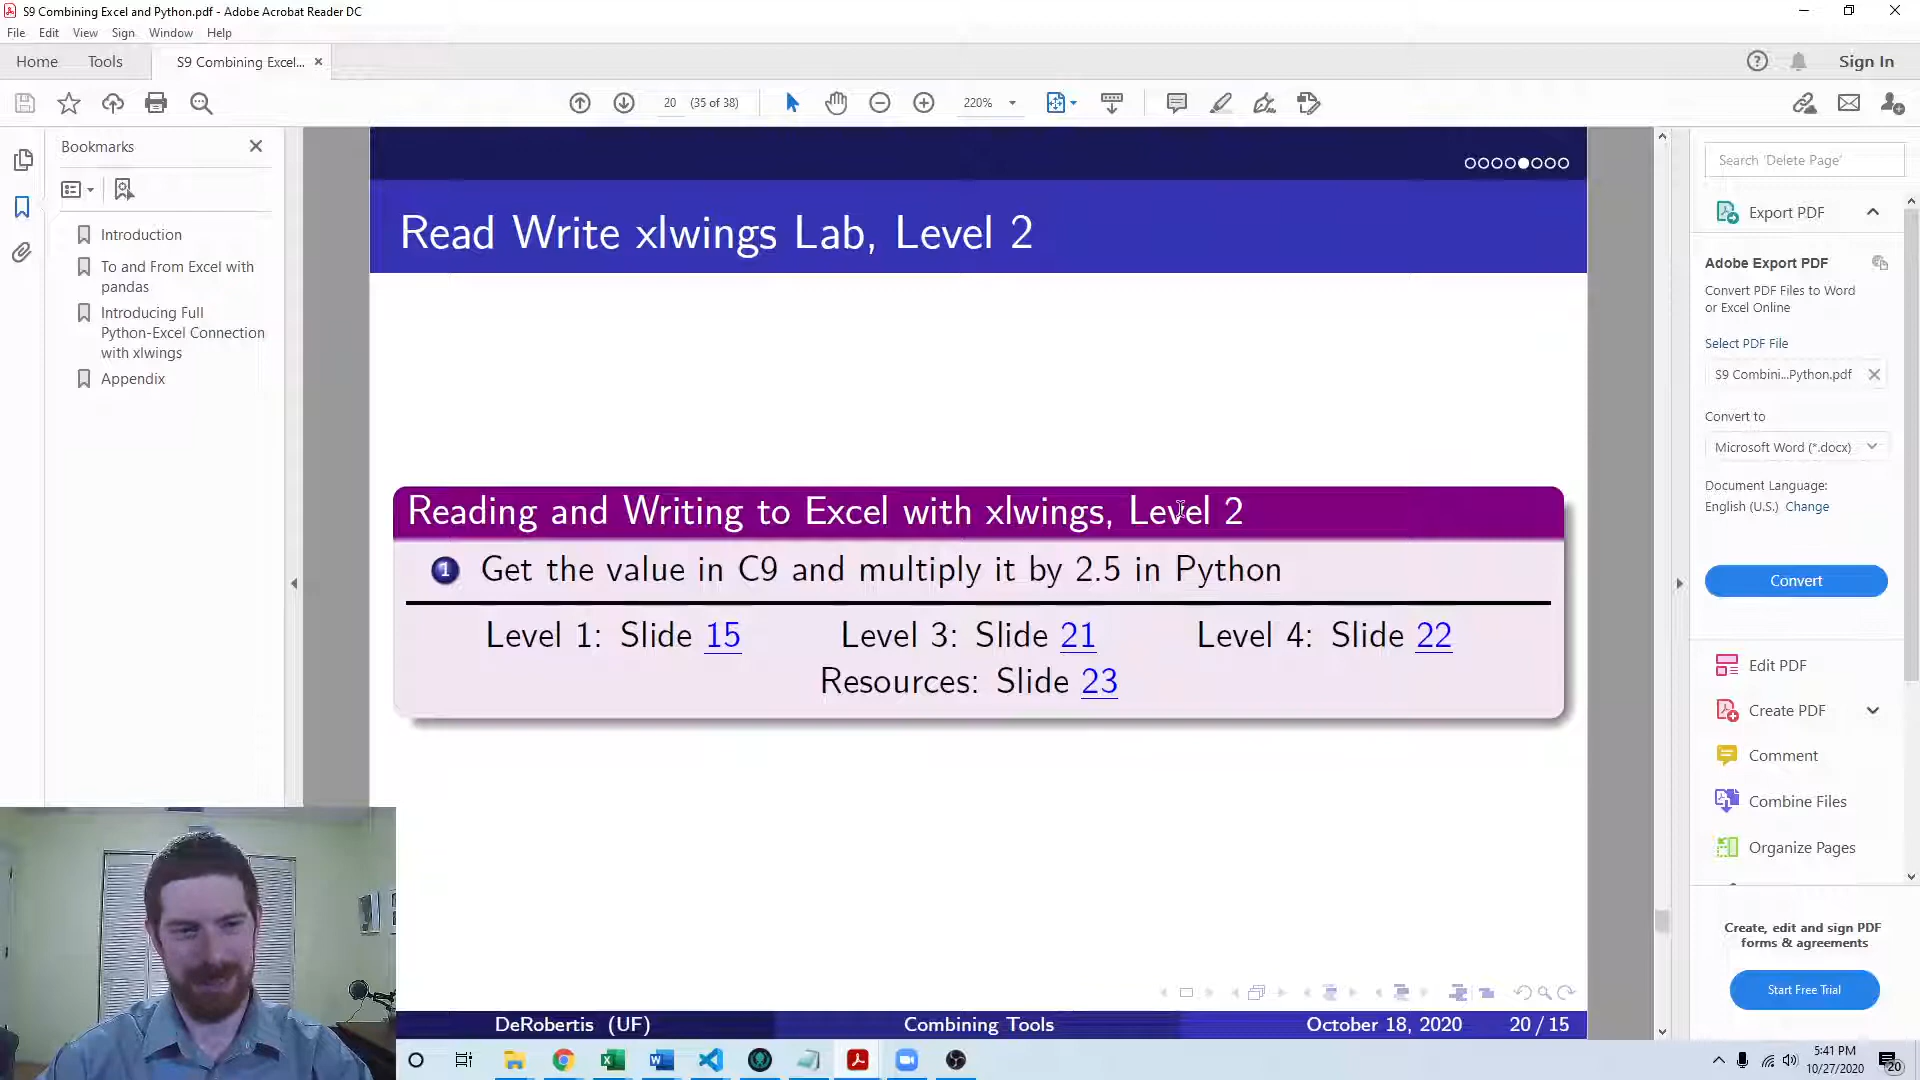 S9 Combining Excel and Python.pdf - Adobe Acrobat Reader DC
File Edit View Sign Window Help
Home Tools S9 Combining Excel... ×
Sign In
20 (35 of 38) 220%
Bookmarks
Introduction
To and From Excel with
pandas
Introducing Full
Python-Excel Connection
with xlwings
Appendix
Read Write xlwings Lab, Level 2
Reading and Writing to Excel with xlwings, Level 2
1 Get the value in C9 and multiply it by 2.5 in Python
Level 1: Slide 15 Level 3: Slide 21 Level 4: Slide 22
Resources: Slide 23
DeRobertis (UF) Combining Tools October 18, 2020 20 / 15
Search 'Delete Page'
Export PDF
Adobe Export PDF
Convert PDF Files to Word
or Excel Online
Select PDF File
S9 Combini...Python.pdf
Convert to
Microsoft Word (*.docx)
Document Language:
English (U.S.) Change
Convert
Edit PDF
Create PDF
Comment
Combine Files
Organize Pages
Create, edit and sign PDF
forms & agreements
Start Free Trial
5:41 PM
10/27/2020
20